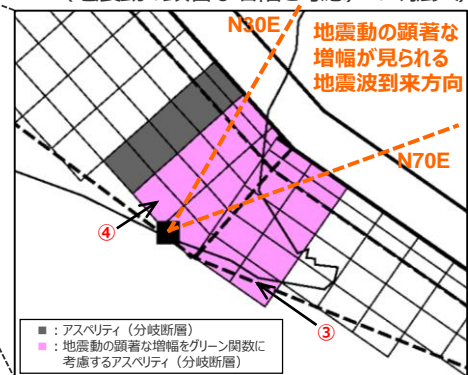 N30E
地震動の顕著な
増幅が見られる
地震波到来方向
N70E
④
③
■：アスペリティ（分岐断層）
■：地震動の顕著な増幅をグリーン関数に
考慮するアスペリティ（分岐断層）